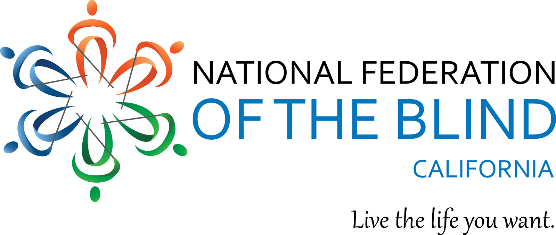 NATIONAL FEDERATION
OF THE BLIND
CALIFORNIA
Live the life you want.